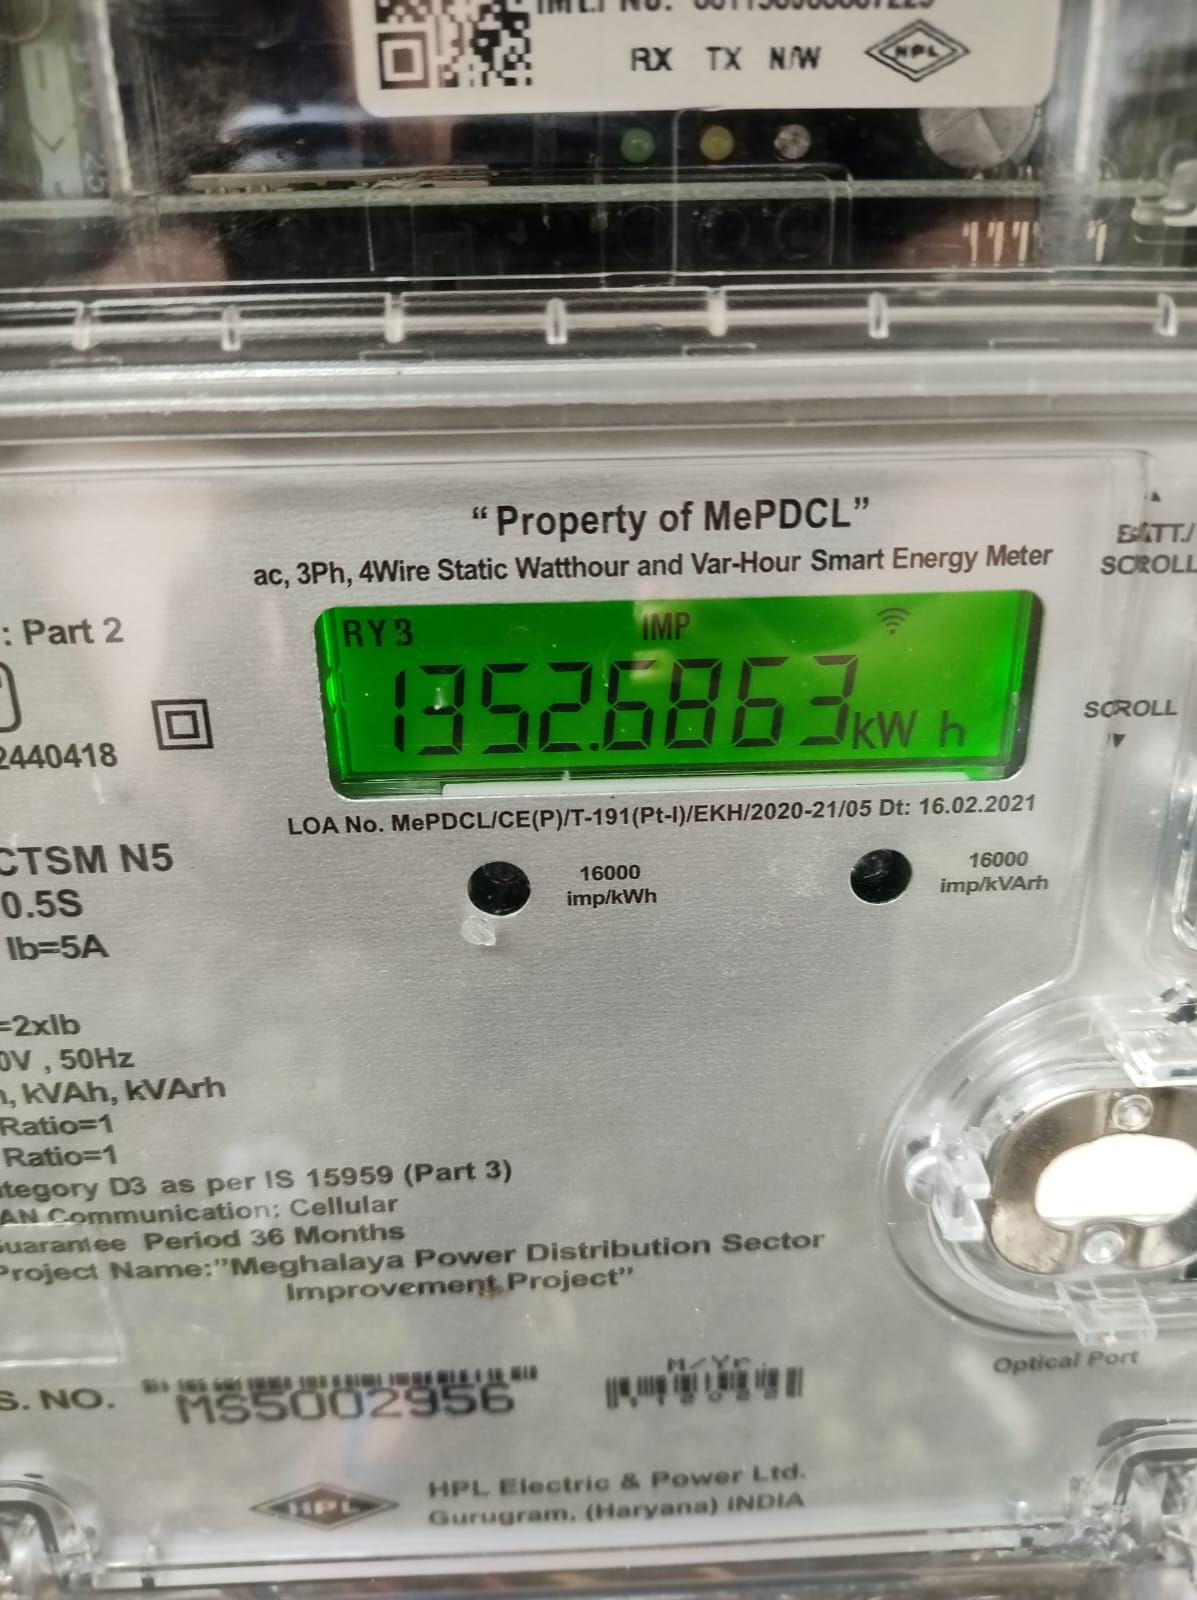 RX TX N/W
HPL
"Property of MePDCL"
ac, 3Ph, 4Wire Static Watthour and Var-Hour Smart Energy Meter
BATT./
SCROLL
: Part 2
RYB IMP
1352.6863 kW h
SCROLL
2440418
LOA No. MePDCL/CE(P)/T-191(Pt-I)/EKH/2020-21/05 Dt: 16.02.2021
CTSM N5
16000
imp/kWh
16000
imp/kVArh
0.5S
Ib=5A
=2xIb
0V , 50Hz
, kVAh, kVArh
Ratio=1
Ratio=1
tegory D3 as per IS 15959 (Part 3)
AN Communication: Cellular
uarantee Period 36 Months
Project Name:"Meghalaya Power Distribution Sector
Improvement Project"
Optical Port
M/Yr
S. NO. MS5002956
HPL
HPL Electric & Power Ltd.
Gurugram, (Haryana) INDIA